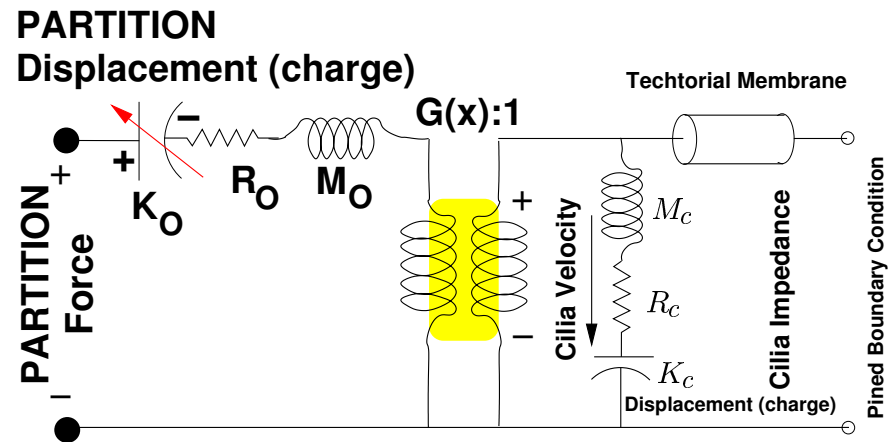 PARTITION
Displacement (charge)
G(x):1
Techtorial Membrane
+
−
+
K_O
R_O
M_O
PARTITION
Force
−
+
−
Cilia Velocity
M_c
R_c
K_c
Cilia Impedance
Displacement (charge)
Pined Boundary Condition